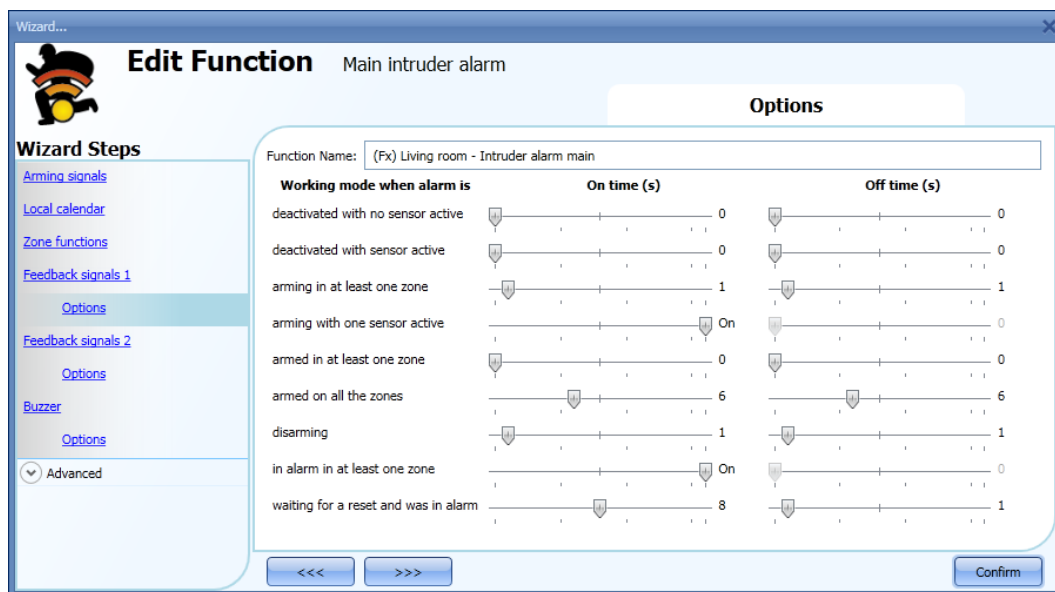 Wizard...
Edit Function Main intruder alarm
Options
Wizard Steps
Arming signals
Local calendar
Zone functions
Feedback signals 1
Options
Feedback signals 2
Options
Buzzer
Options
Advanced
Function Name: (Fx) Living room - Intruder alarm main
Working mode when alarm is On time (s) Off time (s)
deactivated with no sensor active 0 0
deactivated with sensor active 0 0
arming in at least one zone 1 1
arming with one sensor active On 0
armed in at least one zone 0 0
armed on all the zones 6 6
disarming 1 1
in alarm in at least one zone On 0
waiting for a reset and was in alarm 8 1
<<< >>> Confirm